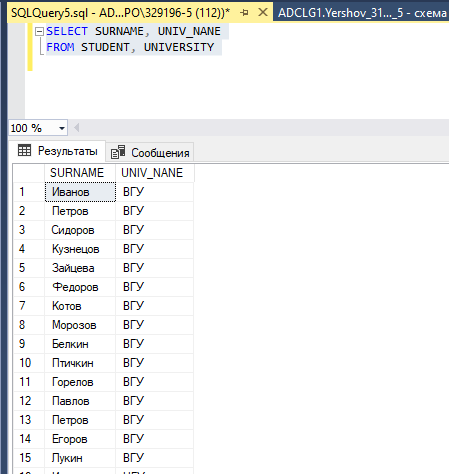 SQLQuery5.sql - AD...PO\329196-5 (112))* ADCLG1.Yershov_31..._5 - схема
SELECT SURNAME, UNIV_NANE
FROM STUDENT, UNIVERSITY
100 %
Результаты Сообщения
SURNAME UNIV_NANE
1 Иванов ВГУ
2 Петров ВГУ
3 Сидоров ВГУ
4 Кузнецов ВГУ
5 Зайцева ВГУ
6 Федоров ВГУ
7 Котов ВГУ
8 Морозов ВГУ
9 Белкин ВГУ
10 Птичкин ВГУ
11 Горелов ВГУ
12 Павлов ВГУ
13 Петров ВГУ
14 Егоров ВГУ
15 Лукин ВГУ